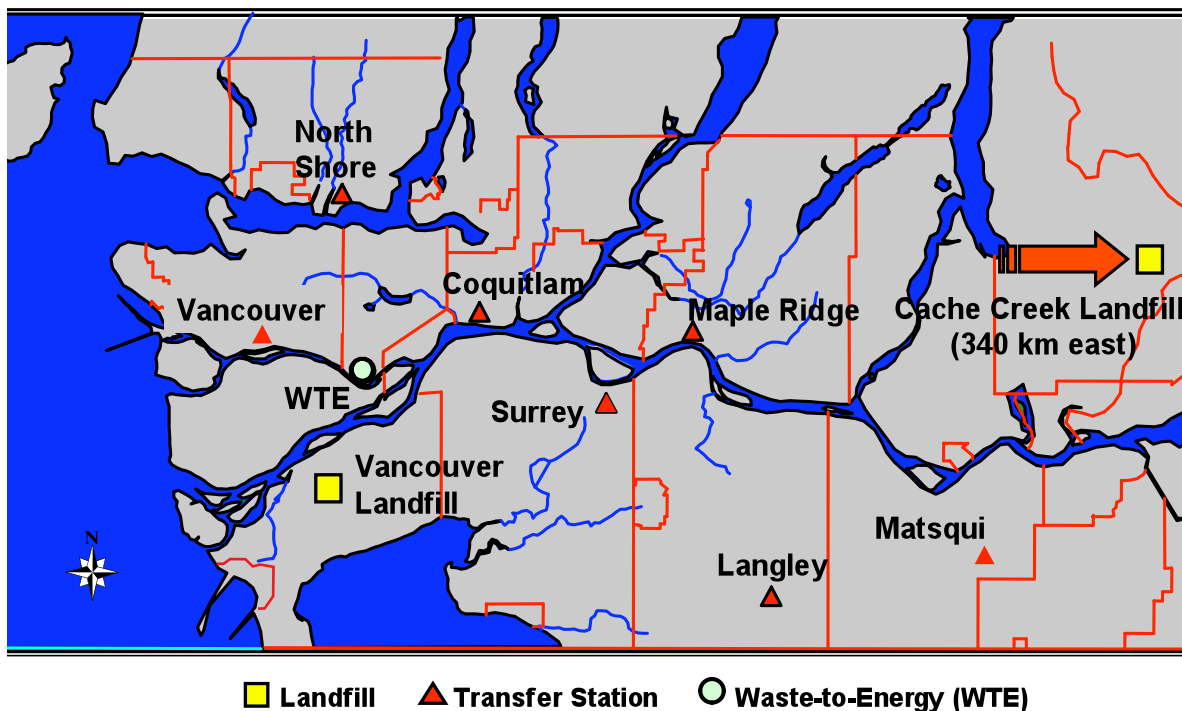 North
Shore
Coquitlam
Vancouver
Maple Ridge
Cache Creek Landfill
(340 km east)
WTE
Surrey
Vancouver
Landfill
Matsqui
N
Langley
Landfill
Transfer Station
Waste-to-Energy (WTE)